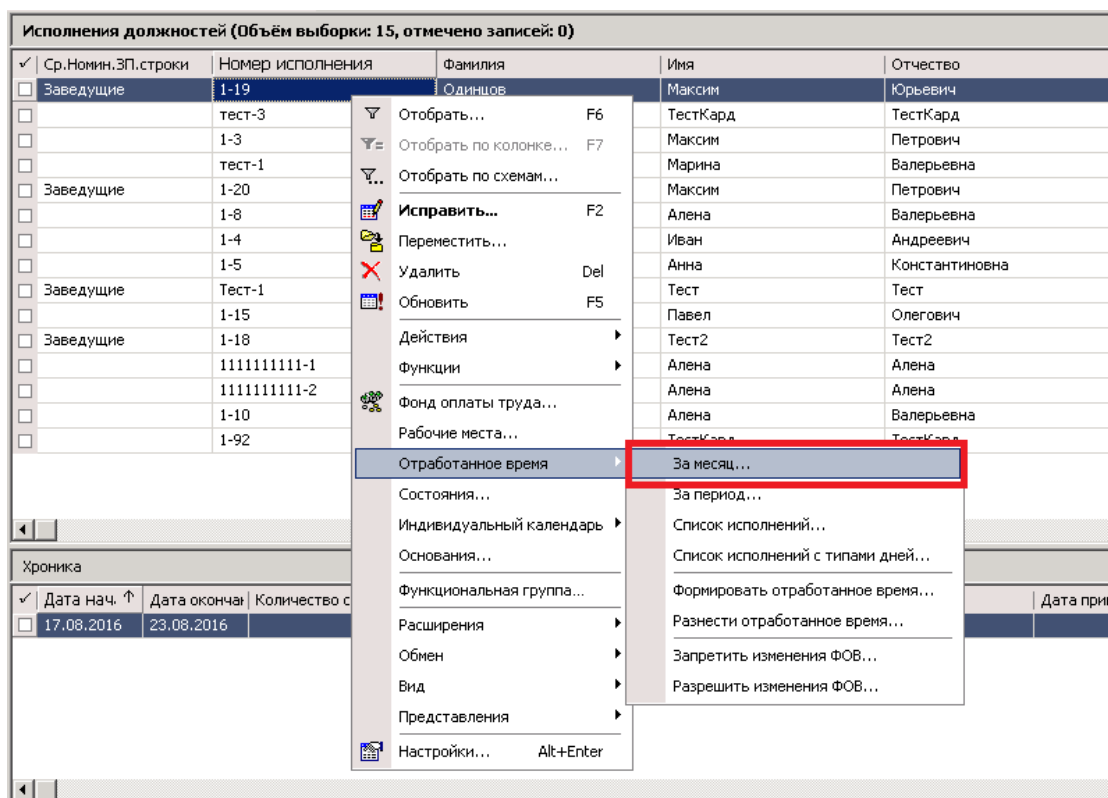 Исполнения должностей (Объём выборки: 15, отмечено записей: 0)
Ср.Номин.ЗП.строки Номер исполнения Фамилия Имя Отчество
Заведущие 1-19 Одинцов Максим Юрьевич
тест-3 ТестКард ТестКард
1-3 Максим Петрович
тест-1 Марина Валерьевна
Заведущие 1-20 Максим Петрович
1-8 Алена Валерьевна
1-4 Иван Андреевич
1-5 Анна Константиновна
Заведущие Тест-1 Тест Тест
1-15 Павел Олегович
Заведущие 1-18 Тест2 Тест2
1111111111-1 Алена Алена
1111111111-2 Алена Алена
1-10 Алена Валерьевна
1-92 ТестКард ТестКард
Отобрать... F6
Отобрать по колонке... F7
Отобрать по схемам...
Исправить... F2
Переместить...
Удалить Del
Обновить F5
Действия
Функции
Фонд оплаты труда...
Рабочие места...
Отработанное время
Состояния...
Индивидуальный календарь
Основания...
Функциональная группа...
Расширения
Обмен
Вид
Представления
Настройки... Alt+Enter
За месяц...
За период...
Список исполнений...
Список исполнений с типами дней...
Формировать отработанное время...
Разнести отработанное время...
Запретить изменения ФОВ...
Разрешить изменения ФОВ...
Хроника
Дата нач. Дата окончан Количество с Дата при
17.08.2016 23.08.2016